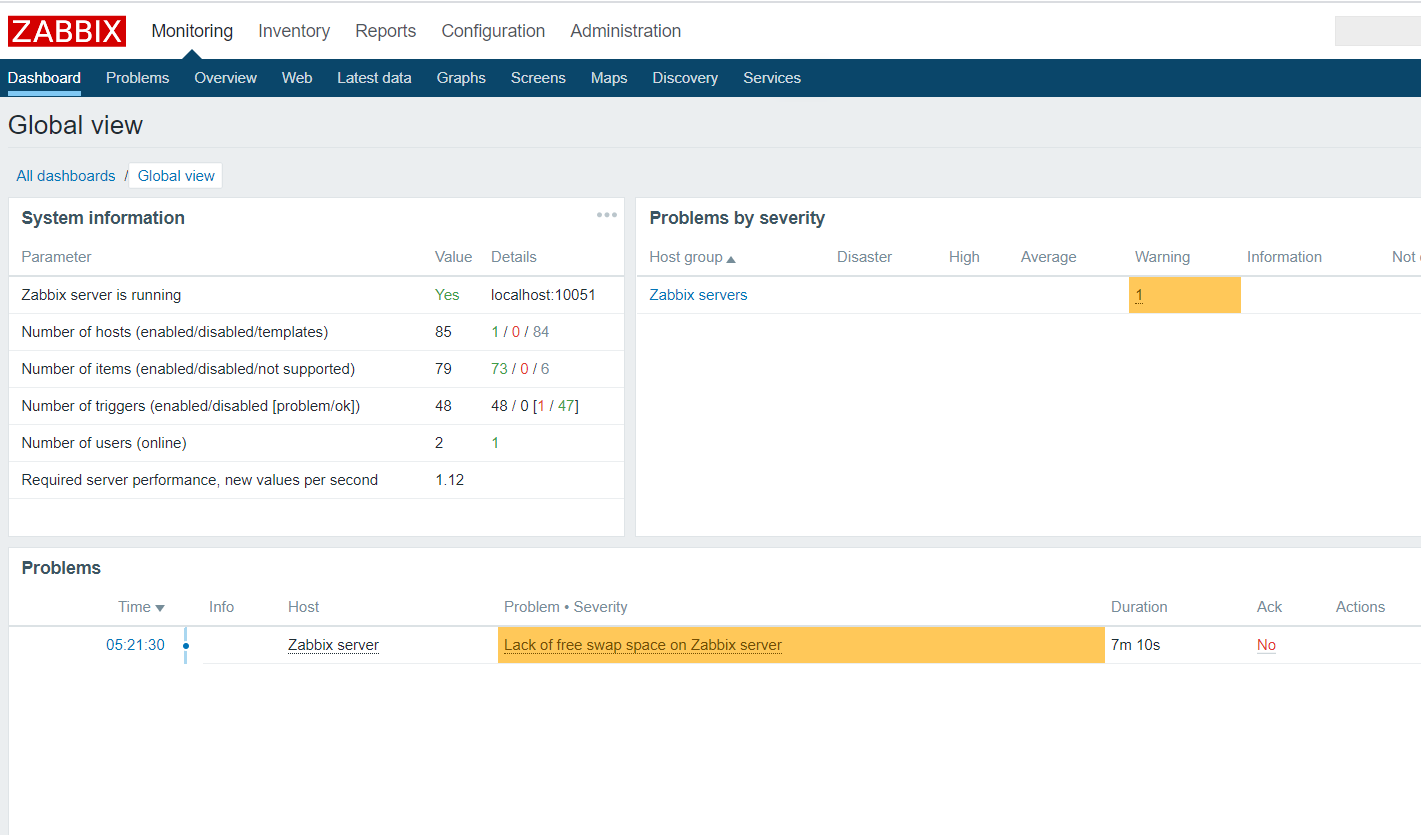 ZABBIX Monitoring Inventory Reports Configuration Administration
Dashboard Problems Overview Web Latest data Graphs Screens Maps Discovery Services
Global view
All dashboards / Global view
System information
Parameter Value Details
Zabbix server is running Yes localhost:10051
Number of hosts (enabled/disabled/templates) 85 1 / 0 / 84
Number of items (enabled/disabled/not supported) 79 73 / 0 / 6
Number of triggers (enabled/disabled [problem/ok]) 48 48 / 0 [1 / 47]
Number of users (online) 2 1
Required server performance, new values per second 1.12
Problems by severity
Host group Disaster High Average Warning Information Not
Zabbix servers 1
Problems
Time Info Host Problem • Severity Duration Ack Actions
05:21:30 Zabbix server Lack of free swap space on Zabbix server 7m 10s No